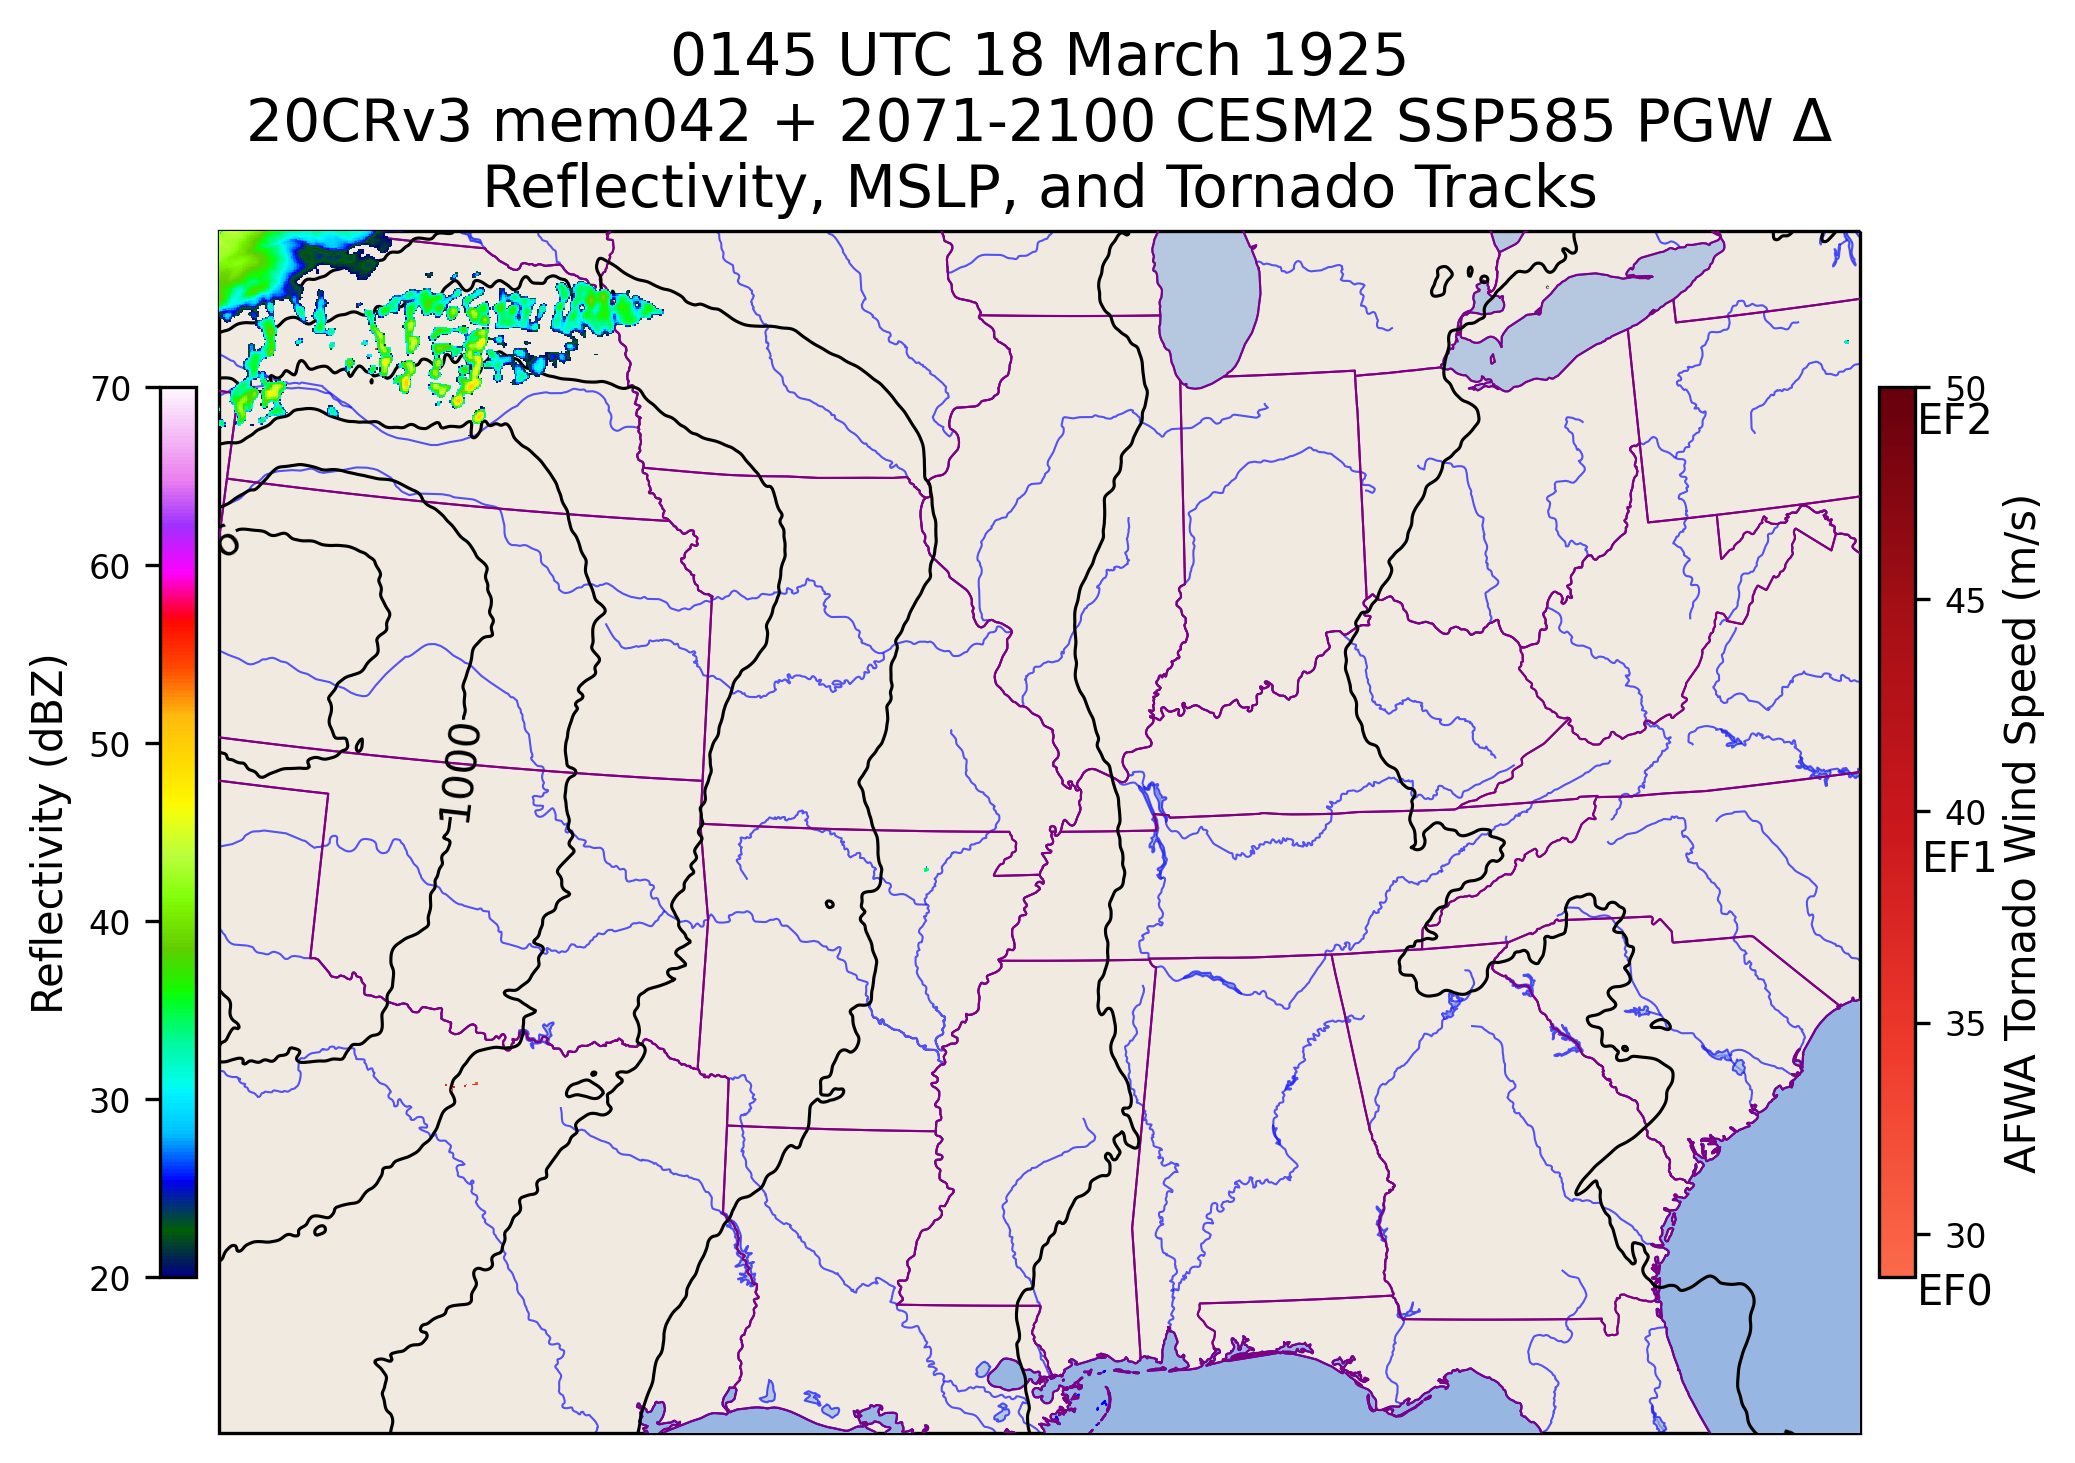 0145 UTC 18 March 1925
20CRv3 mem042 + 2071-2100 CESM2 SSP585 PGW Δ
Reflectivity, MSLP, and Tornado Tracks
Reflectivity (dBZ)
70
60
50
40
30
20
0
1000
50
EF2
45
40
EF1
35
30
EF0
AFWA Tornado Wind Speed (m/s)